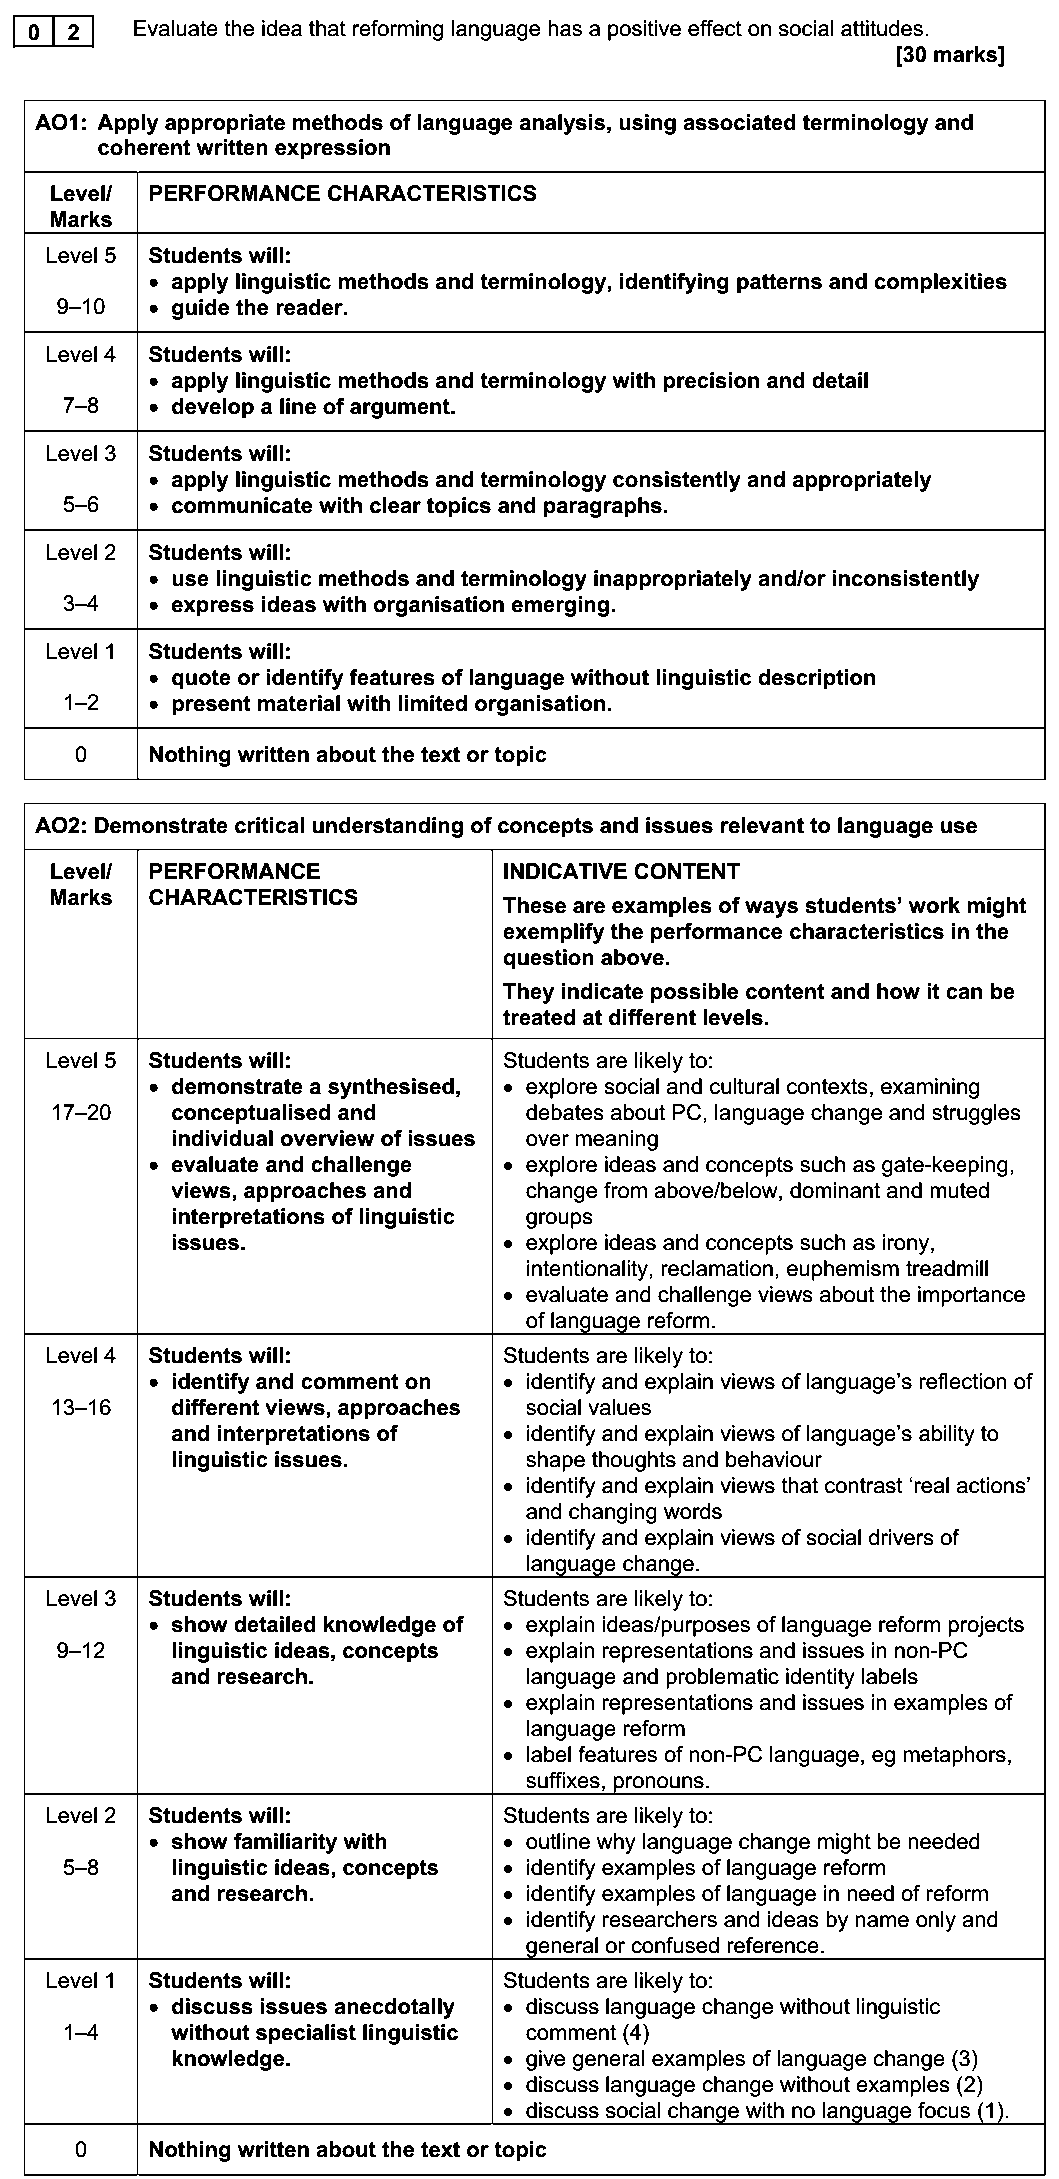 0 2 Evaluate the idea that reforming language has a positive effect on social attitudes.
[30 marks]
AO1: Apply appropriate methods of language analysis, using associated terminology and
coherent written expression
Level/ PERFORMANCE CHARACTERISTICS
Marks
Level 5 Students will:
• apply linguistic methods and terminology, identifying patterns and complexities
9–10 • guide the reader.
Level 4 Students will:
• apply linguistic methods and terminology with precision and detail
7–8 • develop a line of argument.
Level 3 Students will:
• apply linguistic methods and terminology consistently and appropriately
5–6 • communicate with clear topics and paragraphs.
Level 2 Students will:
• use linguistic methods and terminology inappropriately and/or inconsistently
3–4 • express ideas with organisation emerging.
Level 1 Students will:
• quote or identify features of language without linguistic description
1–2 • present material with limited organisation.
0 Nothing written about the text or topic
AO2: Demonstrate critical understanding of concepts and issues relevant to language use
Level/
Marks
PERFORMANCE
CHARACTERISTICS
INDICATIVE CONTENT
These are examples of ways students' work might
exemplify the performance characteristics in the
question above.
They indicate possible content and how it can be
treated at different levels.
Level 5
17–20
Students will:
• demonstrate a synthesised,
conceptualised and
individual overview of issues
• evaluate and challenge
views, approaches and
interpretations of linguistic
issues.
Students are likely to:
• explore social and cultural contexts, examining
debates about PC, language change and struggles
over meaning
• explore ideas and concepts such as gate-keeping,
change from above/below, dominant and muted
groups
• explore ideas and concepts such as irony,
intentionality, reclamation, euphemism treadmill
• evaluate and challenge views about the importance
of language reform.
Level 4
13–16
Students will:
• identify and comment on
different views, approaches
and interpretations of
linguistic issues.
Students are likely to:
• identify and explain views of language's reflection of
social values
• identify and explain views of language's ability to
shape thoughts and behaviour
• identify and explain views that contrast 'real actions'
and changing words
• identify and explain views of social drivers of
language change.
Level 3
9–12
Students will:
• show detailed knowledge of
linguistic ideas, concepts
and research.
Students are likely to:
• explain ideas/purposes of language reform projects
• explain representations and issues in non-PC
language and problematic identity labels
• explain representations and issues in examples of
language reform
• label features of non-PC language, eg metaphors,
suffixes, pronouns.
Level 2
5–8
Students will:
• show familiarity with
linguistic ideas, concepts
and research.
Students are likely to:
• outline why language change might be needed
• identify examples of language reform
• identify examples of language in need of reform
• identify researchers and ideas by name only and
general or confused reference.
Level 1
1–4
Students will:
• discuss issues anecdotally
without specialist linguistic
knowledge.
Students are likely to:
• discuss language change without linguistic
comment (4)
• give general examples of language change (3)
• discuss language change without examples (2)
• discuss social change with no language focus (1).
0 Nothing written about the text or topic